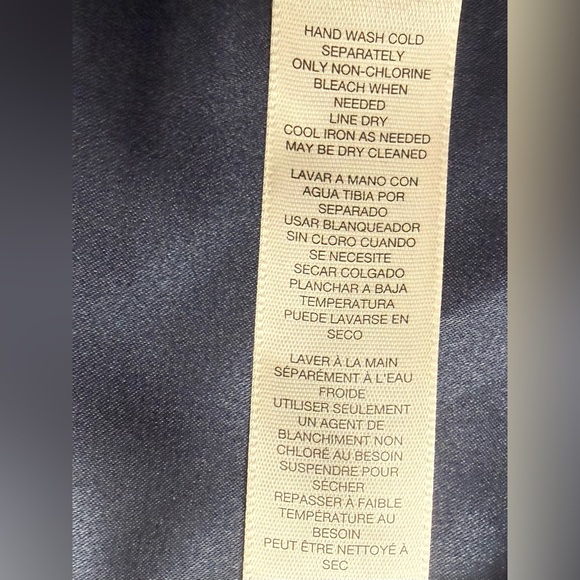 HAND WASH COLD
SEPARATELY
ONLY NON-CHLORINE
BLEACH WHEN
NEEDED
LINE DRY
COOL IRON AS NEEDED
MAY BE DRY CLEANED
LAVAR A MANO CON
AGUA TIBIA POR
SEPARADO
USAR BLANQUEADOR
SIN CLORO CUANDO
SE NECESITE
SECAR COLGADO
PLANCHAR A BAJA
TEMPERATURA
PUEDE LAVARSE EN
SECO
LAVER À LA MAIN
SÉPARÉMENT À L'EAU
FROIDE
UTILISER SEULEMENT
UN AGENT DE
BLANCHIMENT NON
CHLORÉ AU BESOIN
SUSPENDRE POUR
SÉCHER
REPASSER À FAIBLE
TEMPÉRATURE AU
BESOIN
PEUT ÊTRE NETTOYÉ À
SEC